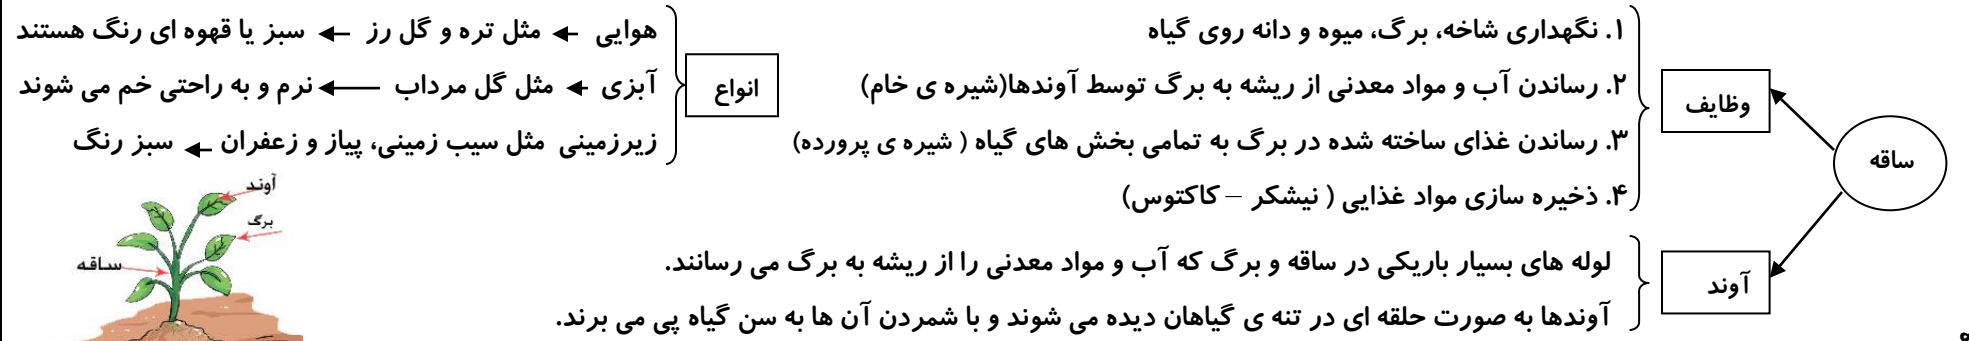 ساقه
وظایف
۱. نگهداری شاخه، برگ، میوه و دانه روی گیاه
۲. رساندن آب و مواد معدنی از ریشه به برگ توسط آوندها(شیره ی خام)
۳. رساندن غذای ساخته شده در برگ به تمامی بخش های گیاه ( شیره ی پرورده)
۴. ذخیره سازی مواد غذایی ( نیشکر – کاکتوس)
انواع
هوایی ← مثل تره و گل رز ← سبز یا قهوه ای رنگ هستند
آبزی ← مثل گل مرداب ← نرم و به راحتی خم می شوند
زیرزمینی مثل سیب زمینی، پیاز و زعفران ← سبز رنگ
آوند
لوله های بسیار باریکی در ساقه و برگ که آب و مواد معدنی را از ریشه به برگ می رسانند.
آوندها به صورت حلقه ای در تنه ی گیاهان دیده می شوند و با شمردن آن ها به سن گیاه پی می برند.
آوند
برگ
ساقه
ه